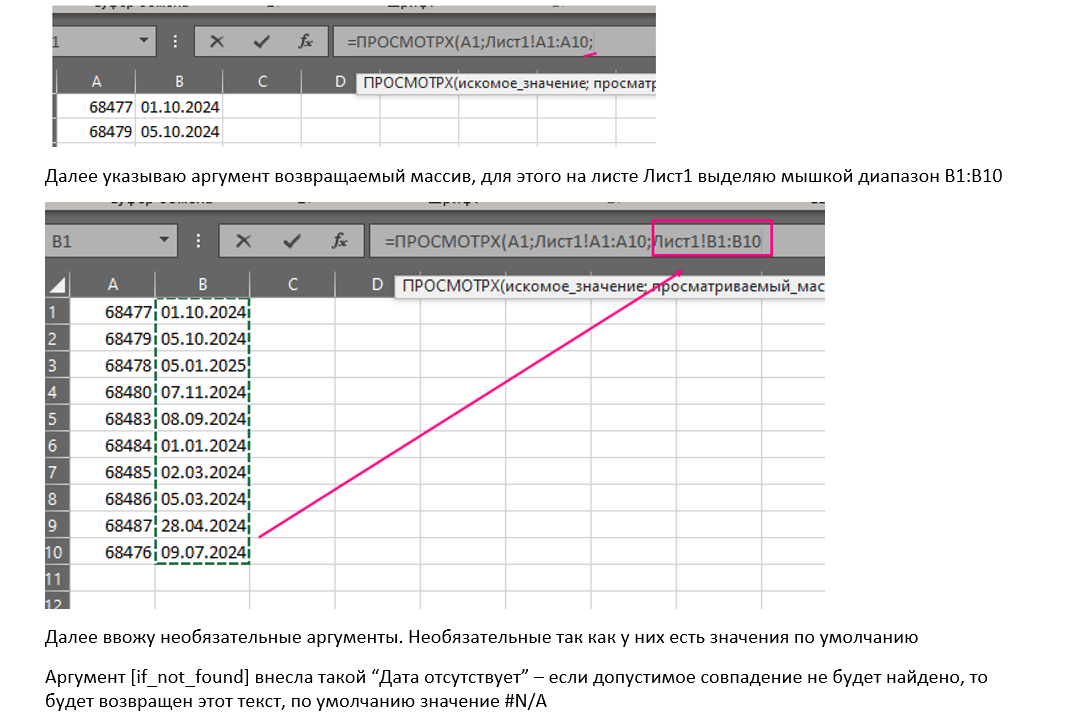 1 =ПРОСМОТРX(A1;Лист1!A1:A10;
A B C D ПРОСМОТРX(искомое_значение; просмат
68477 01.10.2024
68479 05.10.2024
Далее указываю аргумент возвращаемый массив, для этого на листе Лист1 выделяю мышкой диапазон B1:B10
B1 fx =ПРОСМОТРX(A1;Лист1!A1:A10;Лист1!B1:B10
A B C D ПРОСМОТРX(искомое_значение; просматриваемый_мас
1 68477 01.10.2024
2 68479 05.10.2024
3 68478 05.01.2025
4 68480 07.11.2024
5 68483 08.09.2024
6 68484 01.01.2024
7 68485 02.03.2024
8 68486 05.03.2024
9 68487 28.04.2024
10 68476 09.07.2024
11
12
Далее ввожу необязательные аргументы. Необязательные так как у них есть значения по умолчанию
Аргумент [if_not_found] внесла такой “Дата отсутствует” – если допустимое совпадение не будет найдено, то
будет возвращен этот текст, по умолчанию значение #N/A